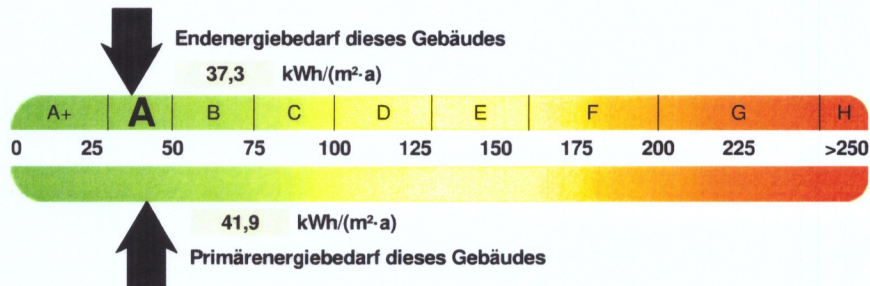 Endenergiebedarf dieses Gebäudes
37,3 kWh/(m²·a)
A+ A B C D E F G H
0 25 50 75 100 125 150 175 200 225 >250
41,9 kWh/(m²·a)
Primärenergiebedarf dieses Gebäudes